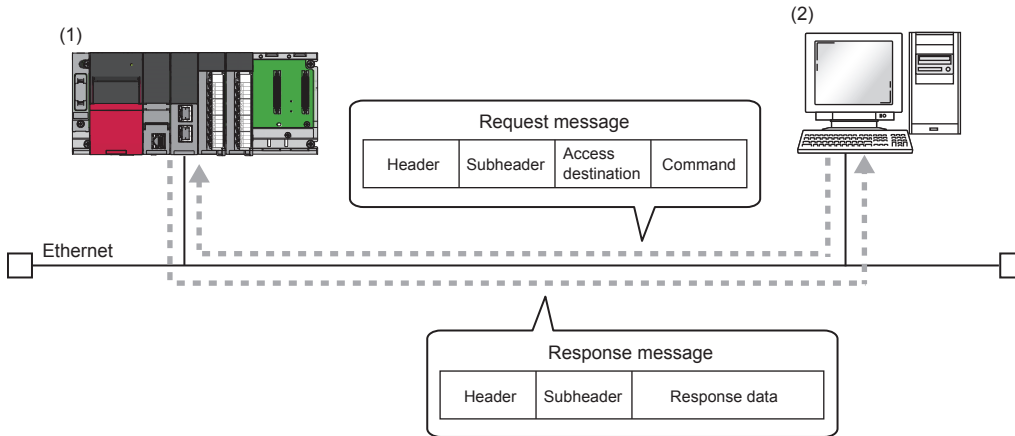 (1)
(2)
Request message
Header
Subheader
Access
destination
Command
Ethernet
Response message
Header
Subheader
Response data